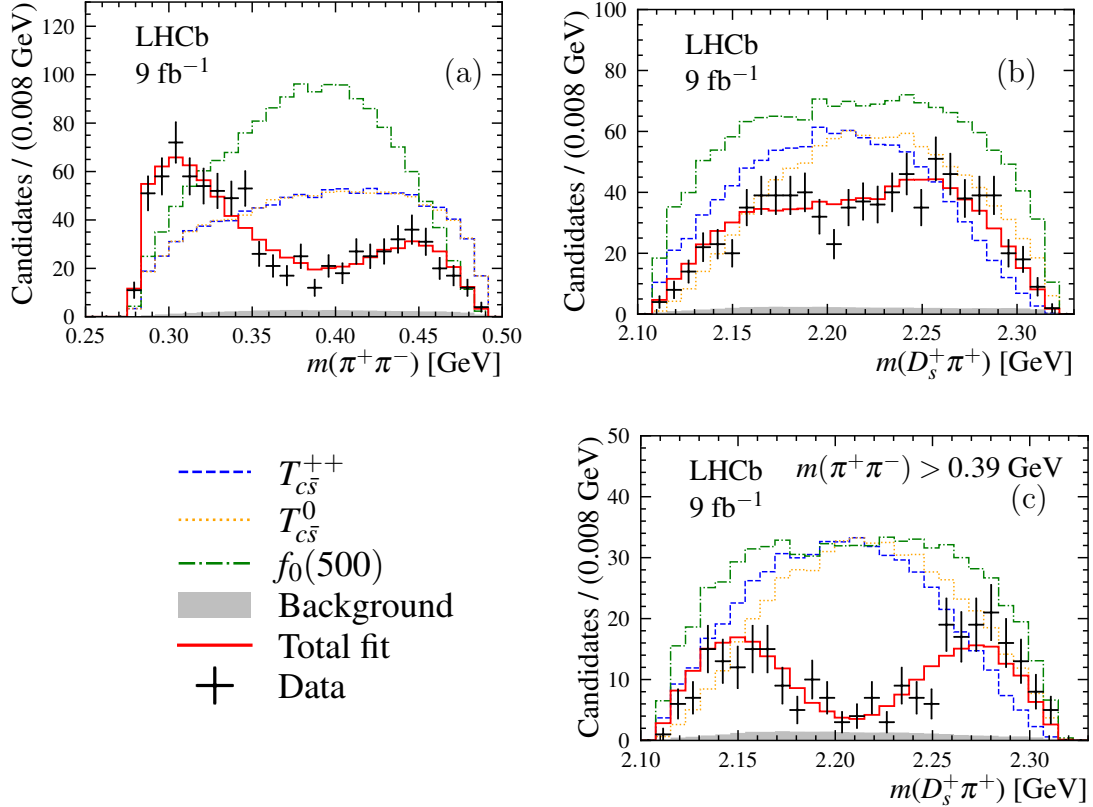 Candidates / (0.008 GeV)
120
100
80
60
40
20
0
LHCb
9 fb⁻¹
(a)
0.25 0.30 0.35 0.40 0.45 0.50
m(π⁺π⁻) [GeV]
Candidates / (0.008 GeV)
100
80
60
40
20
0
LHCb
9 fb⁻¹
(b)
2.10 2.15 2.20 2.25 2.30
m(D_s⁺π⁺) [GeV]
T_{cs̄}^{++}
T_{cs̄}^{0}
f₀(500)
Background
Total fit
Data
Candidates / (0.008 GeV)
50
40
30
20
10
0
LHCb m(π⁺π⁻) > 0.39 GeV
9 fb⁻¹
(c)
2.10 2.15 2.20 2.25 2.30
m(D_s⁺π⁺) [GeV]